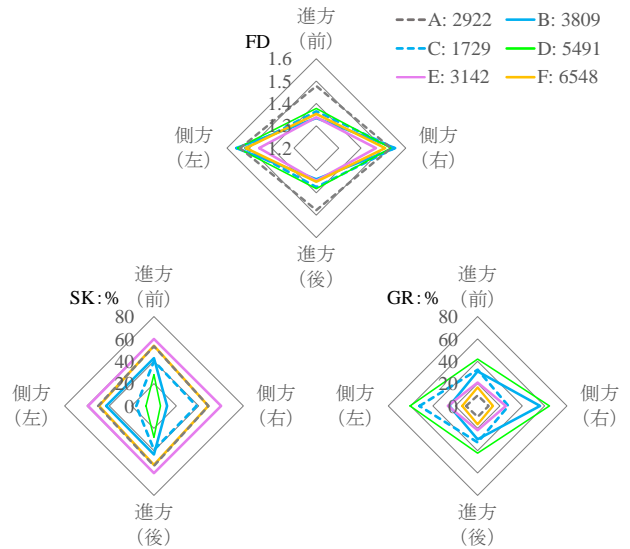 進方
（前）
FD
A: 2922
B: 3809
C: 1729
D: 5491
E: 3142
F: 6548
1.6
1.5
1.4
1.3
1.2
側方
（左）
側方
（右）
進方
（後）
進方
（前）
SK：%
80
60
40
20
0
側方
（左）
側方
（右）
進方
（後）
進方
（前）
GR：%
80
60
40
20
0
側方
（左）
側方
（右）
進方
（後）